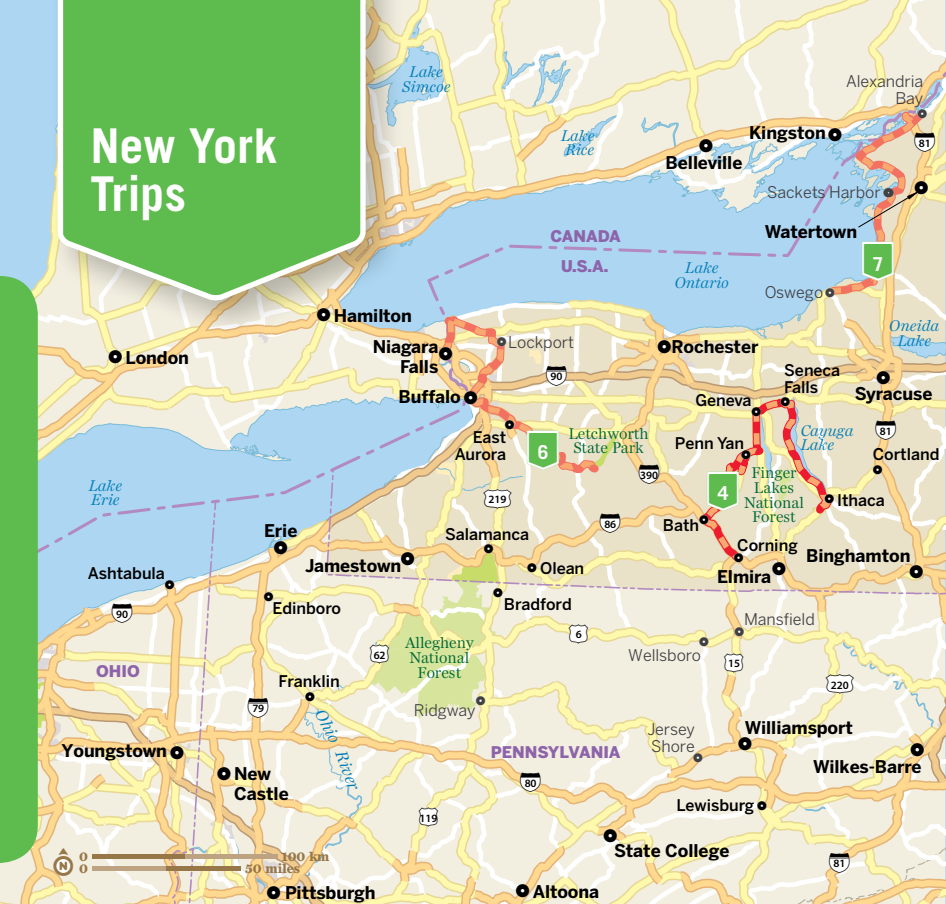 New York
Trips
Lake
Simcoe
Alexandria
Bay
Lake
Rice
Kingston
Belleville
81
Sackets Harbor
Watertown
CANADA
U.S.A.
7
Lake
Ontario
Oswego
Hamilton
Oneida
Lake
London
Niagara
Falls
Lockport
Rochester
90
Seneca
Falls
Syracuse
Buffalo
Geneva
East
Aurora
6
Letchworth
State Park
Penn Yan
Cayuga
Lake
81
Cortland
390
Lake
Erie
219
4
Finger
Lakes
National
Forest
Ithaca
86
Bath
Erie
Salamanca
Corning
Jamestown
Olean
Elmira
Binghamton
Ashtabula
90
Edinboro
Bradford
Mansfield
6
Allegheny
National
Forest
62
Wellsboro
15
OHIO
220
Franklin
79
Ridgway
Ohio River
Jersey
Shore
Williamsport
Youngstown
PENNSYLVANIA
Wilkes-Barre
New
Castle
80
Lewisburg
119
State College
81
N
0 100 km
0 50 miles
Pittsburgh
Altoona